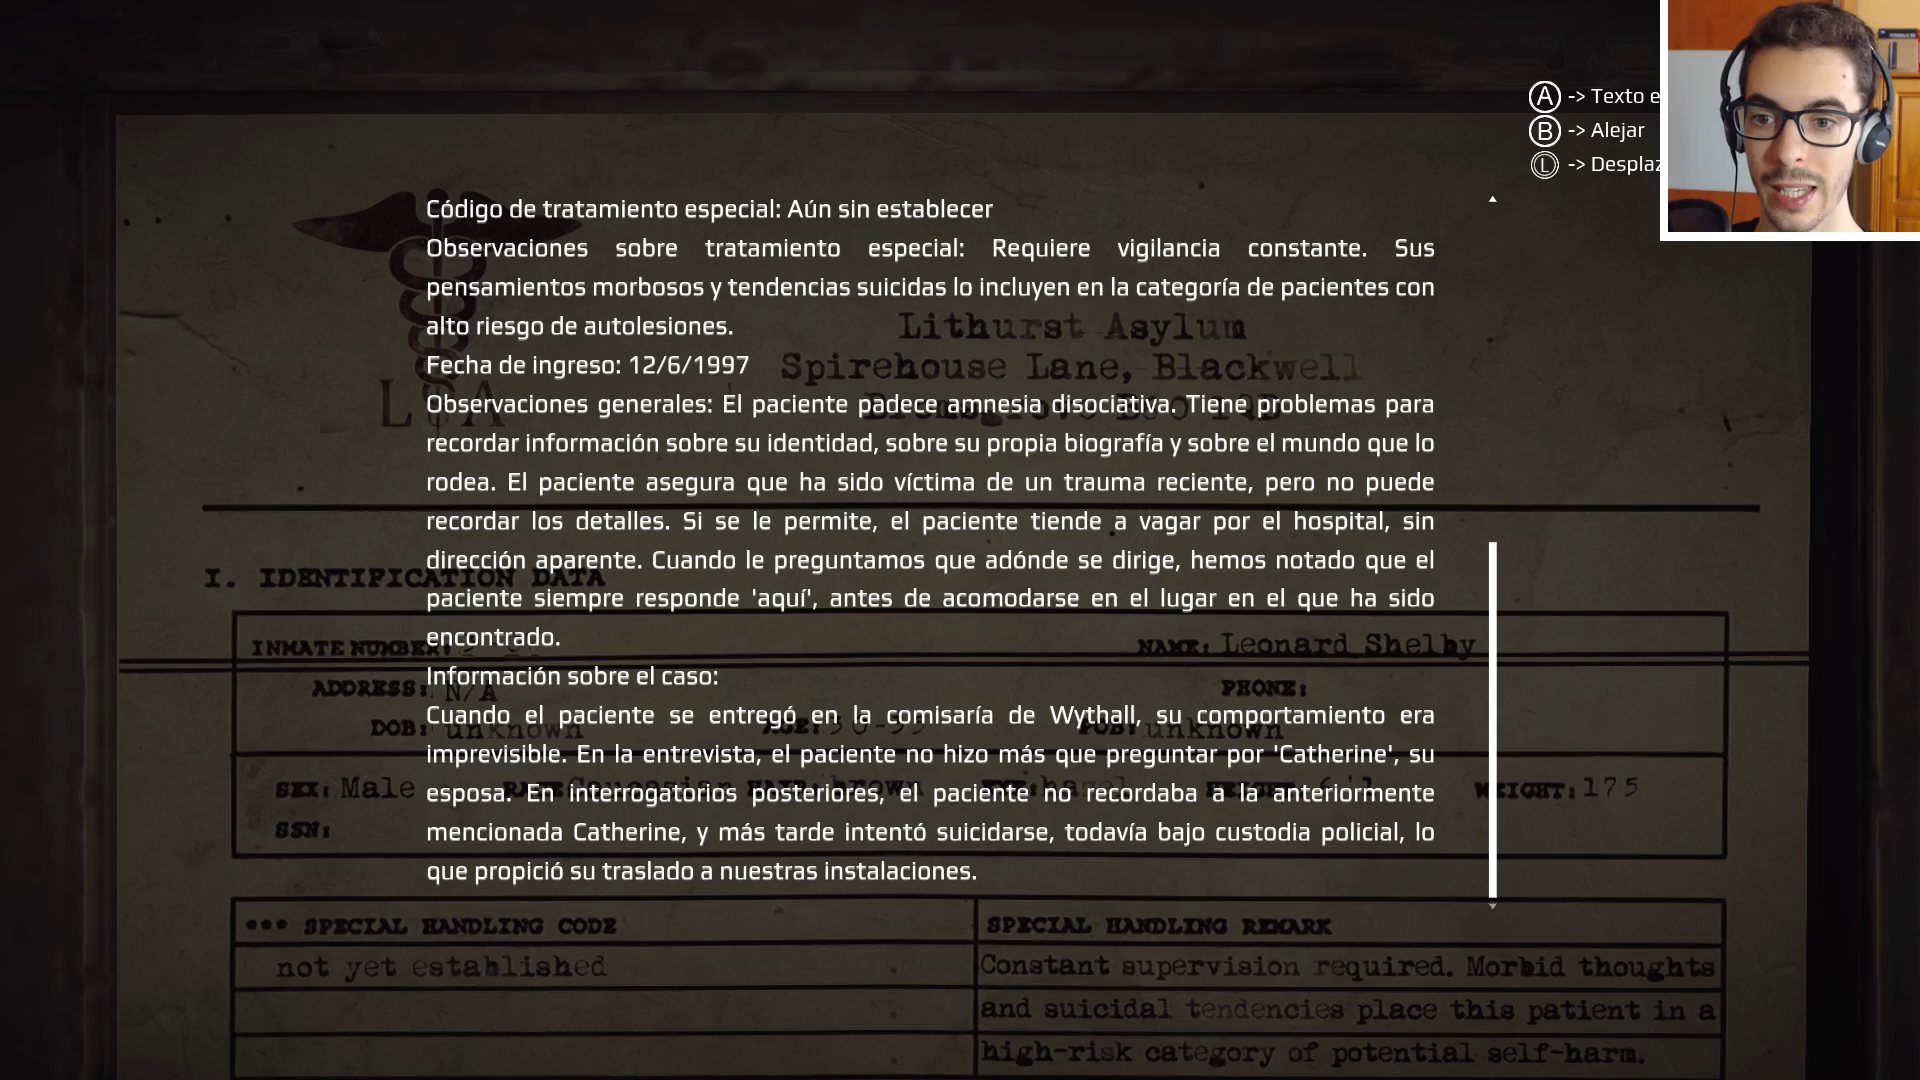 A -> Texto e
B -> Alejar
L -> Desplaz
Código de tratamiento especial: Aún sin establecer
Observaciones sobre tratamiento especial: Requiere vigilancia constante. Sus
pensamientos morbosos y tendencias suicidas lo incluyen en la categoría de pacientes con
alto riesgo de autolesiones.
Lithurst Asylum
Fecha de ingreso: 12/6/1997
Spirehouse Lane, Blackwell
L A
Observaciones generales: El paciente padece amnesia disociativa. Tiene problemas para
recordar información sobre su identidad, sobre su propia biografía y sobre el mundo que lo
rodea. El paciente asegura que ha sido víctima de un trauma reciente, pero no puede
recordar los detalles. Si se le permite, el paciente tiende a vagar por el hospital, sin
dirección aparente. Cuando le preguntamos que adónde se dirige, hemos notado que el
I. IDENTIFICATION DATA
paciente siempre responde 'aquí', antes de acomodarse en el lugar en el que ha sido
encontrado.
INMATE NUMBER: NAME: Leonard Shelby
Información sobre el caso:
ADDRESS: N/A PHONE:
Cuando el paciente se entregó en la comisaría de Wythall, su comportamiento era
DOB: unknown AGE: POB: unknown
imprevisible. En la entrevista, el paciente no hizo más que preguntar por 'Catherine', su
SEX: Male brown WEIGHT: 175
esposa. En interrogatorios posteriores, el paciente no recordaba a la anteriormente
SSN:
mencionada Catherine, y más tarde intentó suicidarse, todavía bajo custodia policial, lo
que propició su traslado a nuestras instalaciones.
*** SPECIAL HANDLING CODE SPECIAL HANDLING REMARK
not yet established Constant supervision required. Morbid thoughts
and suicidal tendencies place this patient in a
high-risk category of potential self-harm.